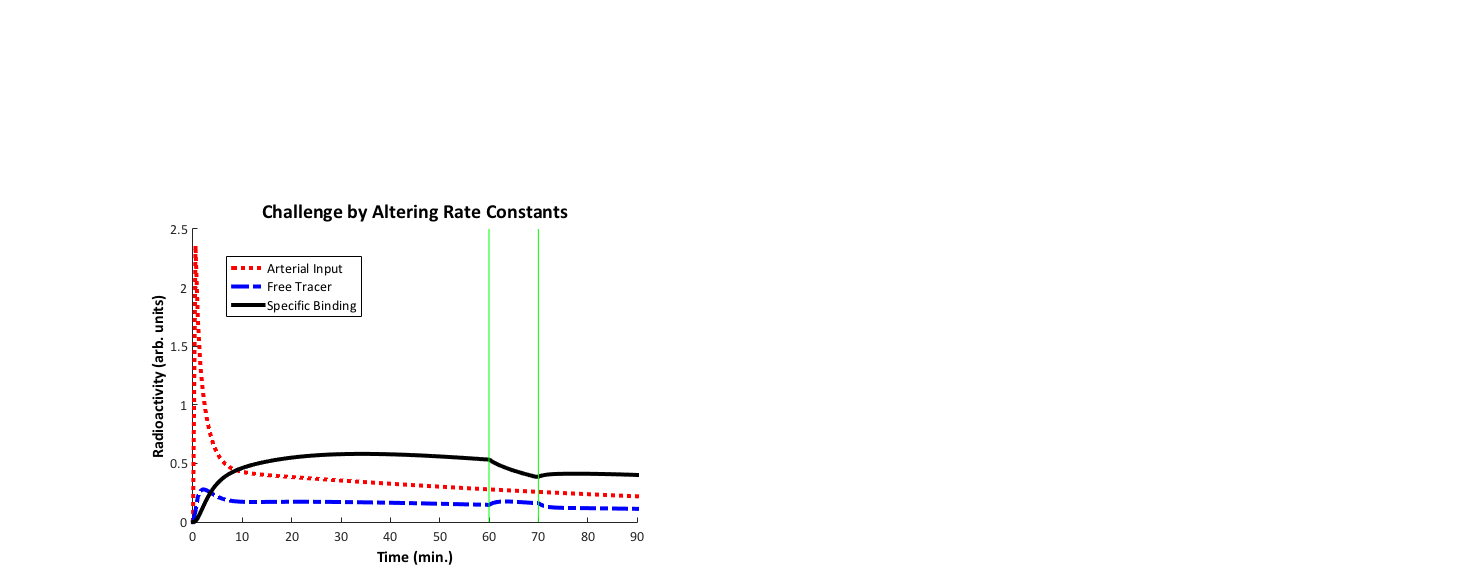 Challenge by Altering Rate Constants
2.5
2
1.5
1
0.5
0
Radioactivity (arb. units)
Arterial Input
Free Tracer
Specific Binding
0 10 20 30 40 50 60 70 80 90
Time (min.)